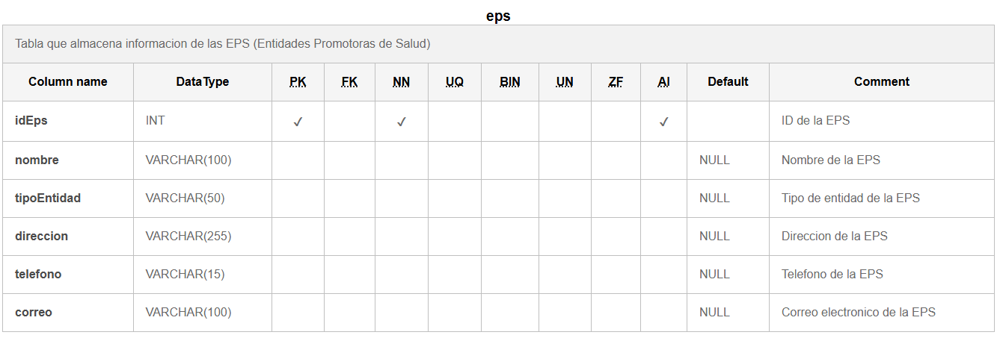 eps
Tabla que almacena informacion de las EPS (Entidades Promotoras de Salud)
Column name DataType PK FK NN UQ BIN UN ZF AI Default Comment
idEps INT ✓ ✓ ✓ ID de la EPS
nombre VARCHAR(100) NULL Nombre de la EPS
tipoEntidad VARCHAR(50) NULL Tipo de entidad de la EPS
direccion VARCHAR(255) NULL Direccion de la EPS
telefono VARCHAR(15) NULL Telefono de la EPS
correo VARCHAR(100) NULL Correo electronico de la EPS